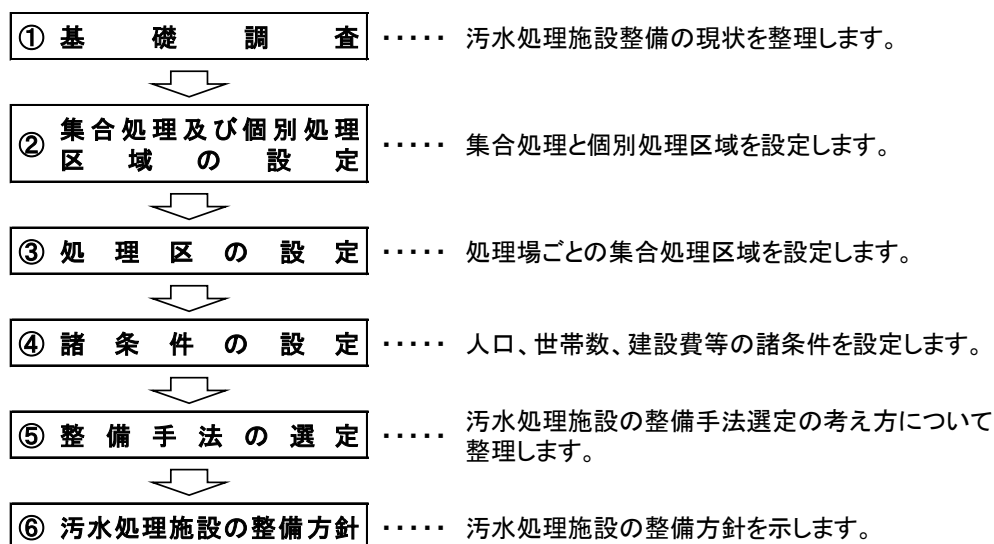 ① 基礎調査 ····· 汚水処理施設整備の現状を整理します。
② 集合処理及び個別処理
区域の設定 ····· 集合処理と個別処理区域を設定します。
③ 処理区の設定 ····· 処理場ごとの集合処理区域を設定します。
④ 諸条件の設定 ····· 人口、世帯数、建設費等の諸条件を設定します。
⑤ 整備手法の選定 ····· 汚水処理施設の整備手法選定の考え方について
整理します。
⑥ 汚水処理施設の整備方針 ····· 汚水処理施設の整備方針を示します。